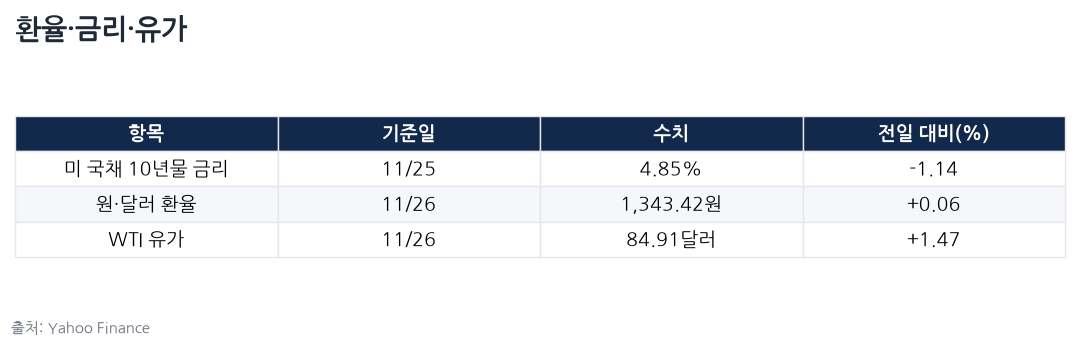 환율·금리·유가
항목 기준일 수치 전일 대비(%)
미 국채 10년물 금리 11/25 4.85% -1.14
원·달러 환율 11/26 1,343.42원 +0.06
WTI 유가 11/26 84.91달러 +1.47
출처: Yahoo Finance